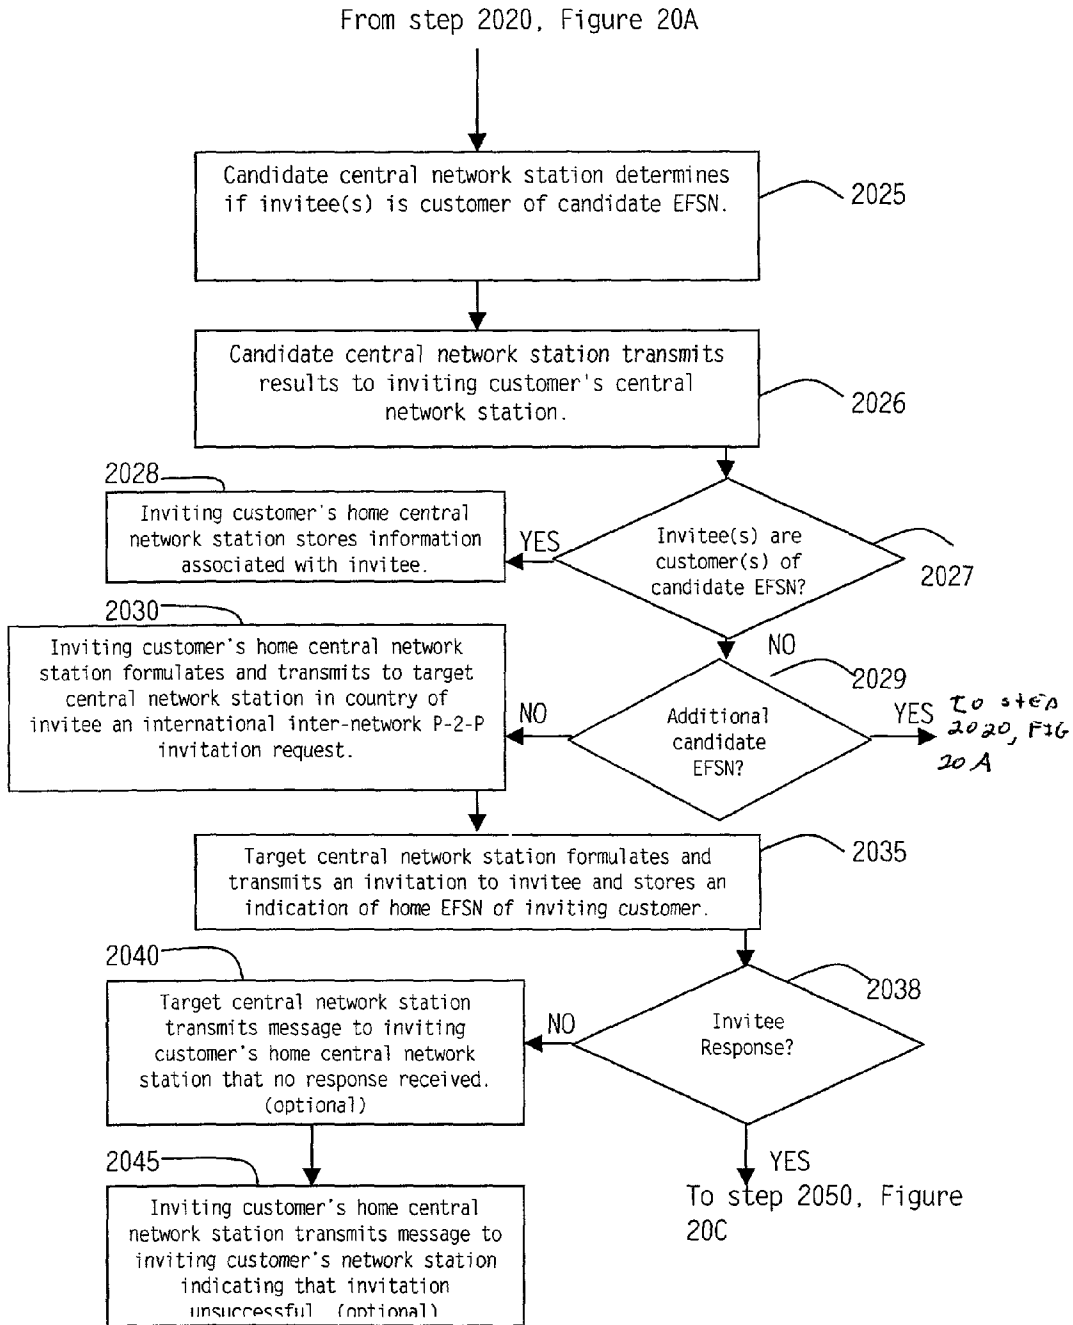 From step 2020, Figure 20A
Candidate central network station determines
if invitee(s) is customer of candidate EFSN.
2025
Candidate central network station transmits
results to inviting customer's central
network station.
2026
2028
Inviting customer's home central
network station stores information
associated with invitee.
YES
Invitee(s) are
customer(s) of
candidate EFSN?
2027
NO
2030
Inviting customer's home central network
station formulates and transmits to target
central network station in country of
invitee an international inter-network P-2-P
invitation request.
NO
Additional
candidate
EFSN?
2029
YES
To step
2020, FIG
20 A
Target central network station formulates and
transmits an invitation to invitee and stores an
indication of home EFSN of inviting customer.
2035
2040
Target central network station
transmits message to inviting
customer's home central network
station that no response received.
(optional)
NO
Invitee
Response?
2038
YES
To step 2050, Figure
20C
2045
Inviting customer's home central
network station transmits message to
inviting customer's network station
indicating that invitation
unsuccessful (optional)